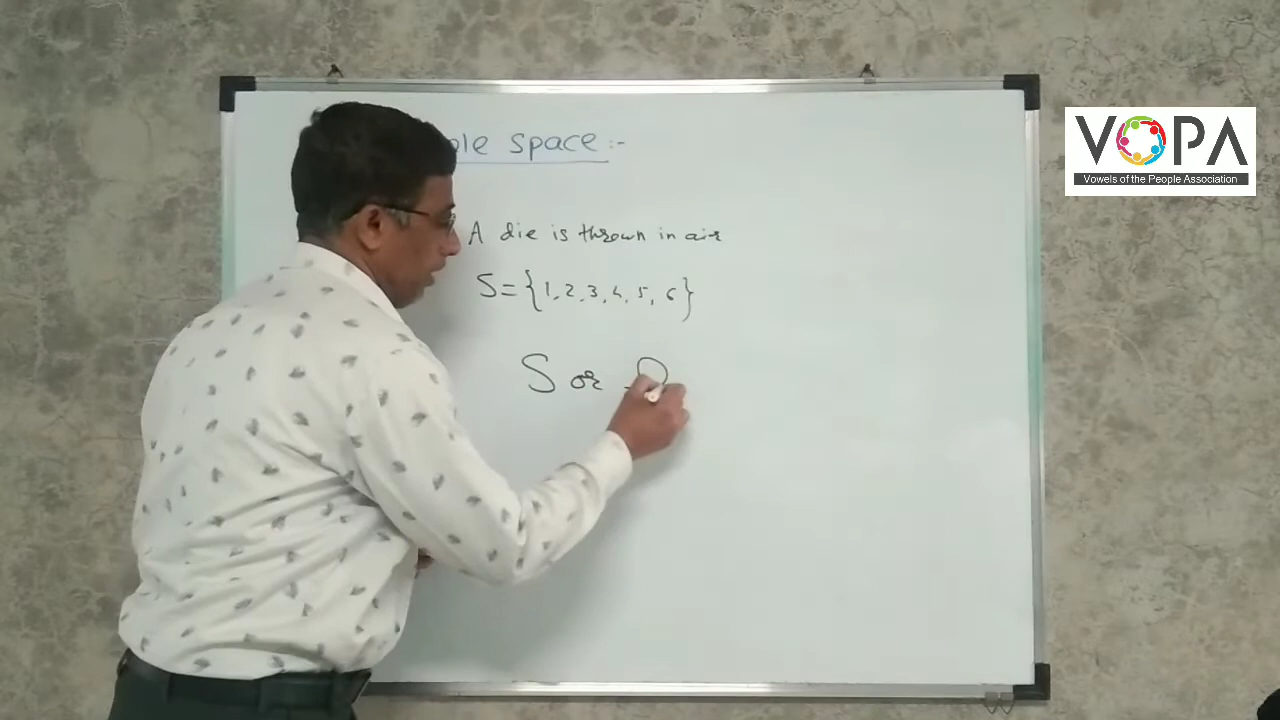 ple space :-
A die is thrown in air
S = {1, 2, 3, 4, 5, 6}
S or
VOPA
Vowels of the People Association